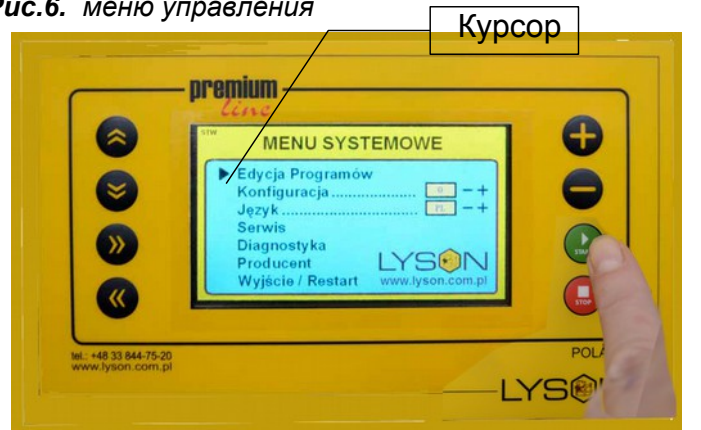 Рис.6. меню управления
Курсор
premium
line
STW
MENU SYSTEMOWE
Edycja Programów
Konfiguracja .................... 0 - +
Język ................................ PL - +
Serwis
Diagnostyka
Producent
Wyjście / Restart
LYSON
www.lyson.com.pl
START
STOP
tel.: +48 33 844-75-20
www.lyson.com.pl
LYSON